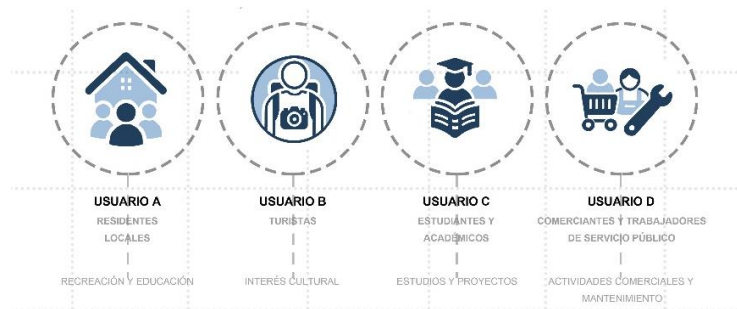 USUARIO A
RESIDENTES
LOCALES
RECREACIÓN Y EDUCACIÓN
USUARIO B
TURISTAS
INTERÉS CULTURAL
USUARIO C
ESTUDIANTES Y
ACADÉMICOS
ESTUDIOS Y PROYECTOS
USUARIO D
COMERCIANTES Y TRABAJADORES
DE SERVICIO PÚBLICO
ACTIVIDADES COMERCIALES Y
MANTENIMIENTO